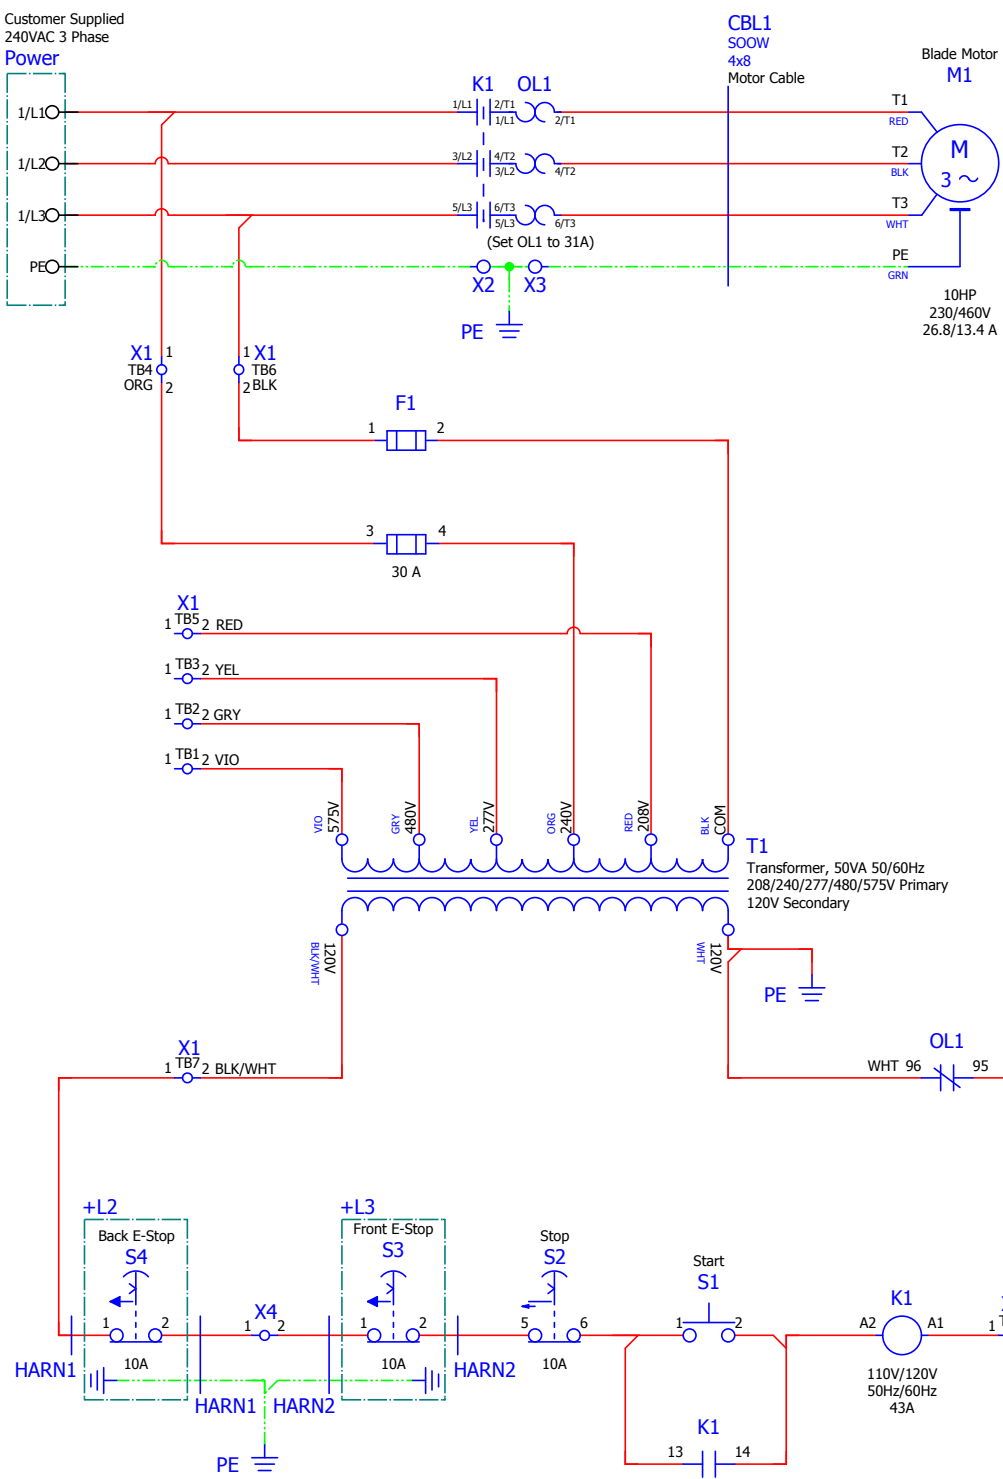 Customer Supplied
240VAC 3 Phase
Power
CBL1
SOOW
4x8
Motor Cable
Blade Motor
M1
K1
OL1
1/L1
1/L1
2/T1
1/L1
2/T1
T1
RED
1/L2
3/L2
4/T2
3/L2
4/T2
T2
BLK
M
3 ~
1/L3
5/L3
6/T3
5/L3
6/T3
T3
WHT
(Set OL1 to 31A)
PE
X2
X3
PE
GRN
PE
10HP
230/460V
26.8/13.4 A
X1
TB4
ORG
1
2
1
2
X1
TB6
BLK
F1
1
2
3
4
30 A
X1
1 TB5 2 RED
1 TB3 2 YEL
1 TB2 2 GRY
1 TB1 2 VIO
VIO
575V
GRY
480V
YEL
277V
ORG
240V
RED
208V
BLK
COM
T1
Transformer, 50VA 50/60Hz
208/240/277/480/575V Primary
120V Secondary
BLK/WHT
120V
WHT
120V
PE
X1
1 TB7 2 BLK/WHT
OL1
WHT 96
95
+L2
Back E-Stop
S4
1
2
10A
HARN1
HARN1
X4
1
2
+L3
Front E-Stop
S3
1
2
10A
HARN2
HARN2
PE
Stop
S2
5
6
10A
Start
S1
1
2
K1
13
14
K1
A2
A1
110V/120V
50Hz/60Hz
43A
1